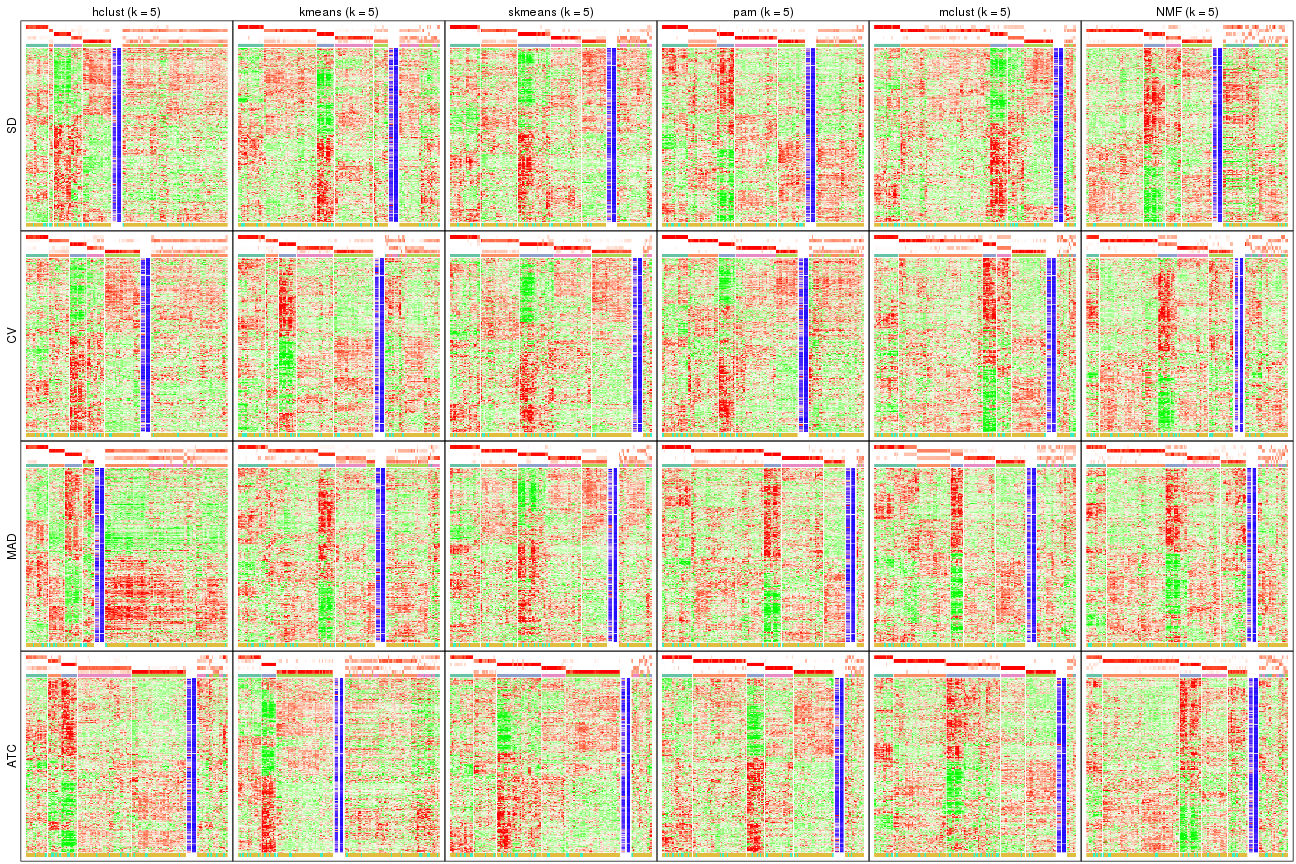 hclust (k = 5) kmeans (k = 5) skmeans (k = 5) pam (k = 5) mclust (k = 5) NMF (k = 5)
SD
CV
MAD
ATC